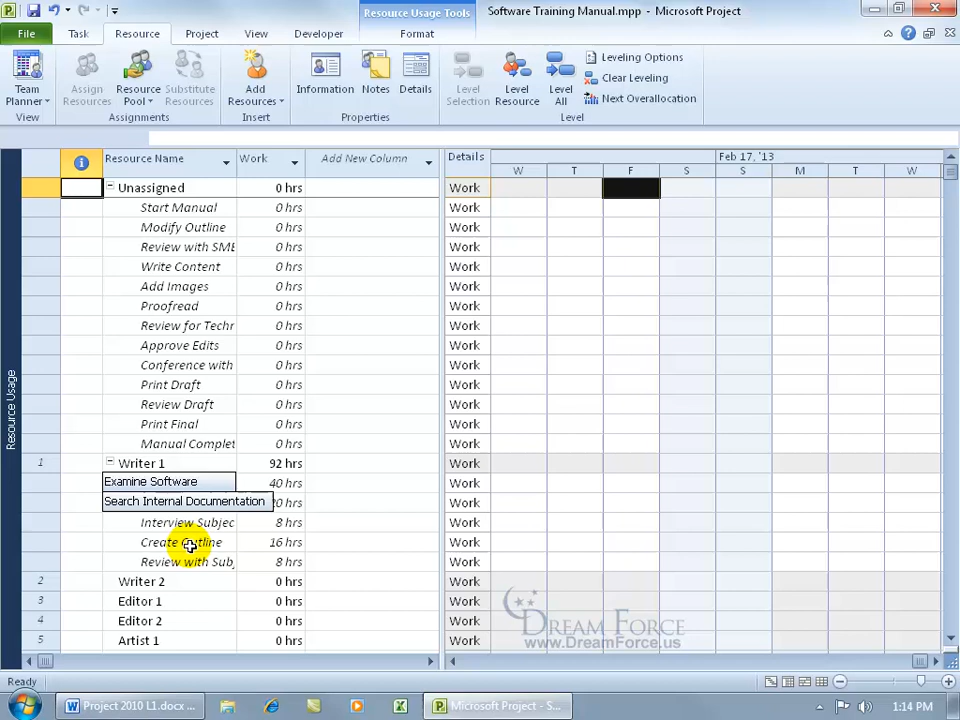 Resource Usage Tools
Software Training Manual.mpp - Microsoft Project
File Task Resource Project View Developer Format
Team Planner
Assign Resources
Resource Pool
Substitute Resources
Add Resources
Information
Notes
Details
Level Selection
Level Resource
Level All
Leveling Options
Clear Leveling
Next Overallocation
View
Assignments
Insert
Properties
Level
Resource Name Work Add New Column Details Feb 17, '13
W T F S S M T W
Unassigned 0 hrs Work
Start Manual 0 hrs Work
Modify Outline 0 hrs Work
Review with SME 0 hrs Work
Write Content 0 hrs Work
Add Images 0 hrs Work
Proofread 0 hrs Work
Review for Techr 0 hrs Work
Approve Edits 0 hrs Work
Conference with 0 hrs Work
Print Draft 0 hrs Work
Review Draft 0 hrs Work
Print Final 0 hrs Work
Manual Complet 0 hrs Work
1 Writer 1 92 hrs Work
Examine Software 40 hrs Work
Search Internal Documentation 20 hrs Work
Interview Subjec 8 hrs Work
Create Outline 16 hrs Work
Review with Subj 8 hrs Work
2 Writer 2 0 hrs Work
3 Editor 1 0 hrs Work
4 Editor 2 0 hrs Work
5 Artist 1 0 hrs Work
Resource Usage
DREAM FORCE
www.DreamForce.us
Ready
Project 2010 L1.docx ...
Microsoft Project - S...
1:14 PM